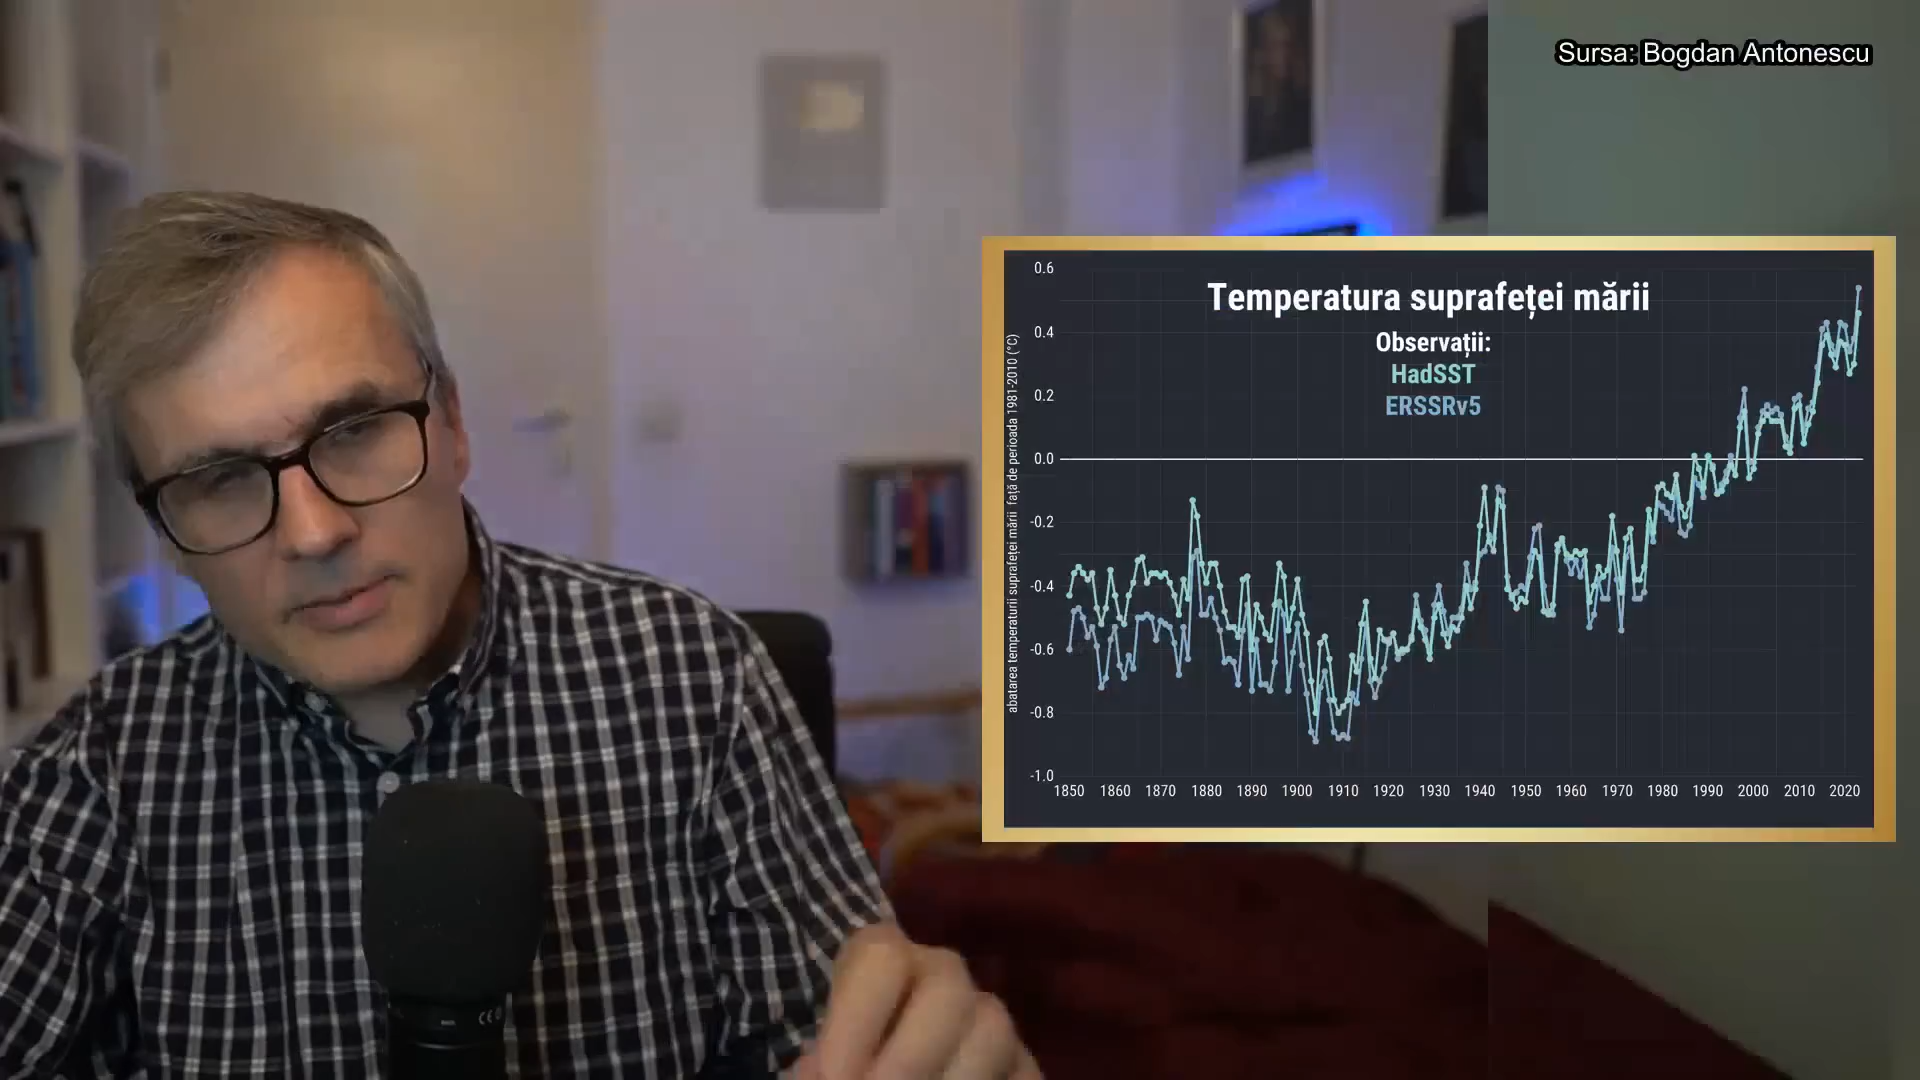 Sursa: Bogdan Antonescu
Temperatura suprafeței mării
Observații:
HadSST
ERSSRv5
abatarea temperaturii suprafeței mării față de perioada 1981-2010 (°C)
0.6
0.4
0.2
0.0
-0.2
-0.4
-0.6
-0.8
-1.0
1850 1860 1870 1880 1890 1900 1910 1920 1930 1940 1950 1960 1970 1980 1990 2000 2010 2020
CE